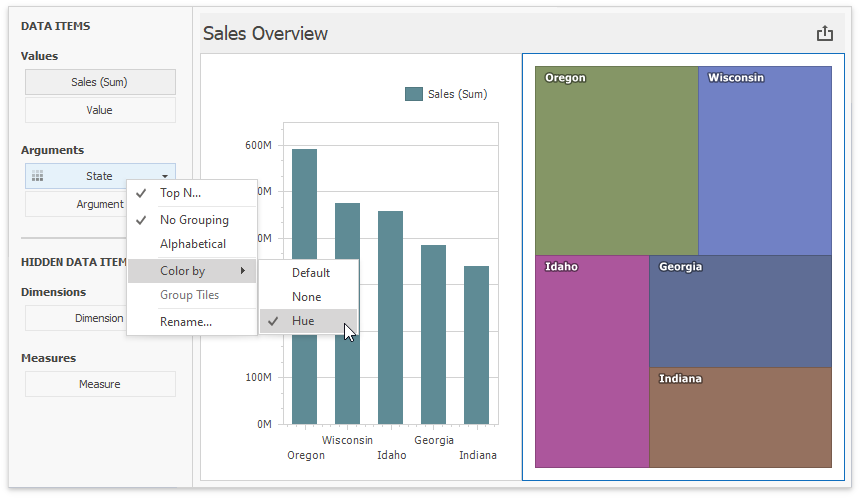 DATA ITEMS
Values
Sales (Sum)
Value
Arguments
State
Argument
HIDDEN DATA ITEM
Dimensions
Dimension
Measures
Measure
Top N...
No Grouping
Alphabetical
Color by
Group Tiles
Rename...
Default
None
Hue
Sales Overview
Sales (Sum)
600M
100M
0M
Wisconsin
Georgia
Oregon
Idaho
Indiana
Oregon
Wisconsin
Idaho
Georgia
Indiana